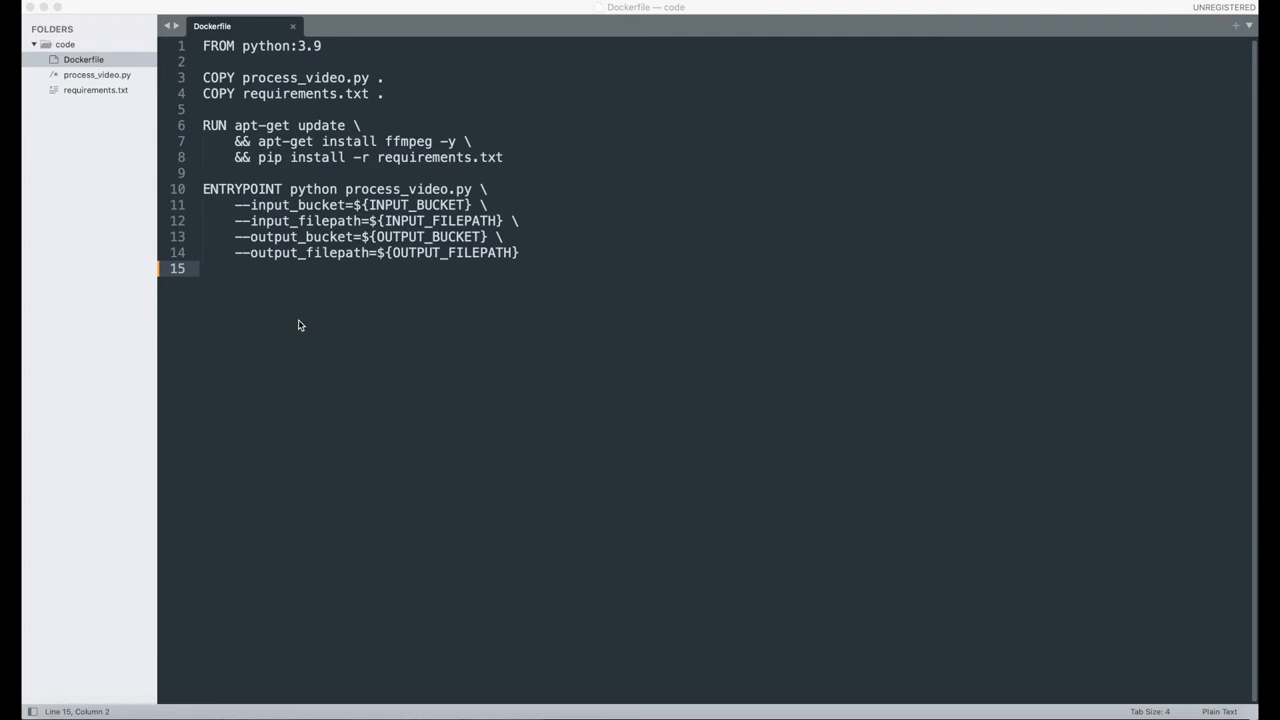 Dockerfile — code
UNREGISTERED
FOLDERS
code
Dockerfile
process_video.py
requirements.txt
Dockerfile
1 FROM python:3.9
2
3 COPY process_video.py .
4 COPY requirements.txt .
5
6 RUN apt-get update \
7 && apt-get install ffmpeg -y \
8 && pip install -r requirements.txt
9
10 ENTRYPOINT python process_video.py \
11 --input_bucket=${INPUT_BUCKET} \
12 --input_filepath=${INPUT_FILEPATH} \
13 --output_bucket=${OUTPUT_BUCKET} \
14 --output_filepath=${OUTPUT_FILEPATH}
15
Line 15, Column 2
Tab Size: 4
Plain Text